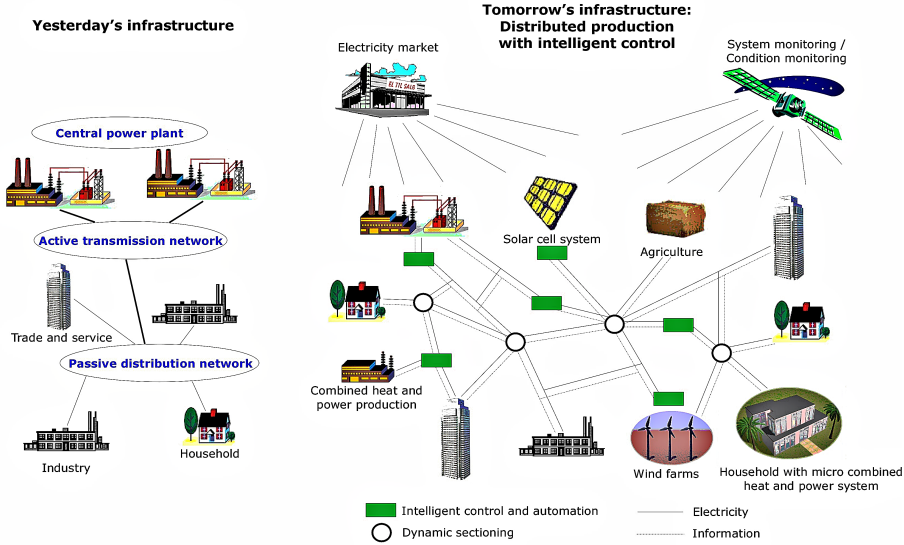 Yesterday's infrastructure
Central power plant
Active transmission network
Trade and service
Passive distribution network
Industry
Household
Tomorrow's infrastructure:
Distributed production
with intelligent control
Electricity market
System monitoring /
Condition monitoring
Solar cell system
Agriculture
Combined heat and
power production
Wind farms
Household with micro combined
heat and power system
Intelligent control and automation
Dynamic sectioning
Electricity
Information